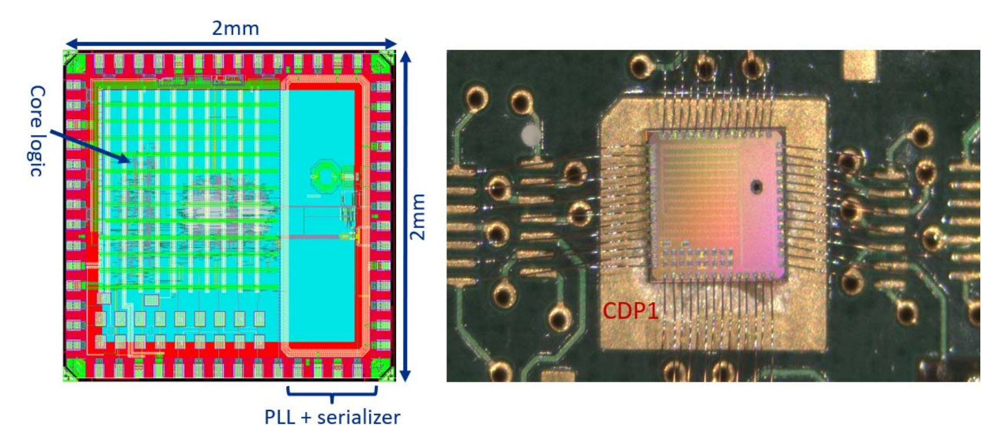 2mm
Core logic
2mm
PLL + serializer
CDP1